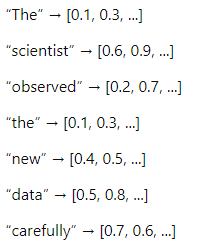 “The” → [0.1, 0.3, ...]
“scientist” → [0.6, 0.9, ...]
“observed” → [0.2, 0.7, ...]
“the” → [0.1, 0.3, ...]
“new” → [0.4, 0.5, ...]
“data” → [0.5, 0.8, ...]
“carefully” → [0.7, 0.6, ...]